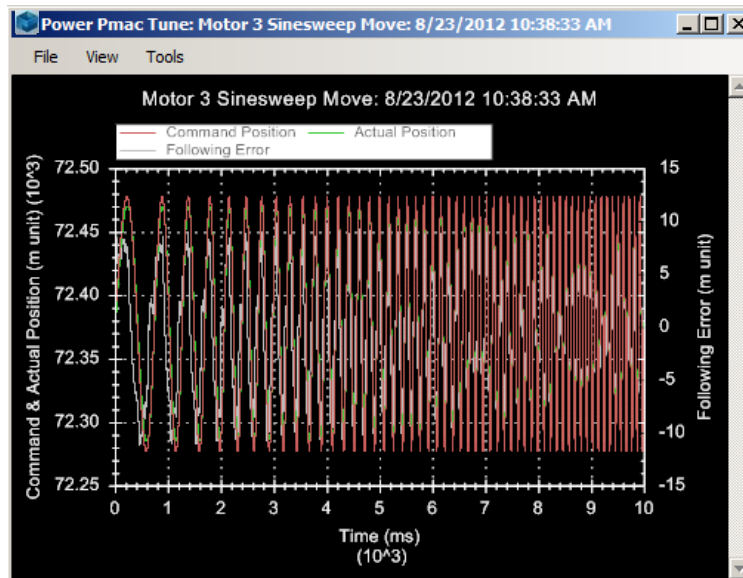 Power Pmac Tune: Motor 3 Sinesweep Move: 8/23/2012 10:38:33 AM
File View Tools
Motor 3 Sinesweep Move: 8/23/2012 10:38:33 AM
Command Position Actual Position
Following Error
Command & Actual Position (m unit) (10^3)
72.50
72.45
72.40
72.35
72.30
72.25
15
10
5
0
-5
-10
-15
Following Error (m unit)
0 1 2 3 4 5 6 7 8 9 10
Time (ms)
(10^3)